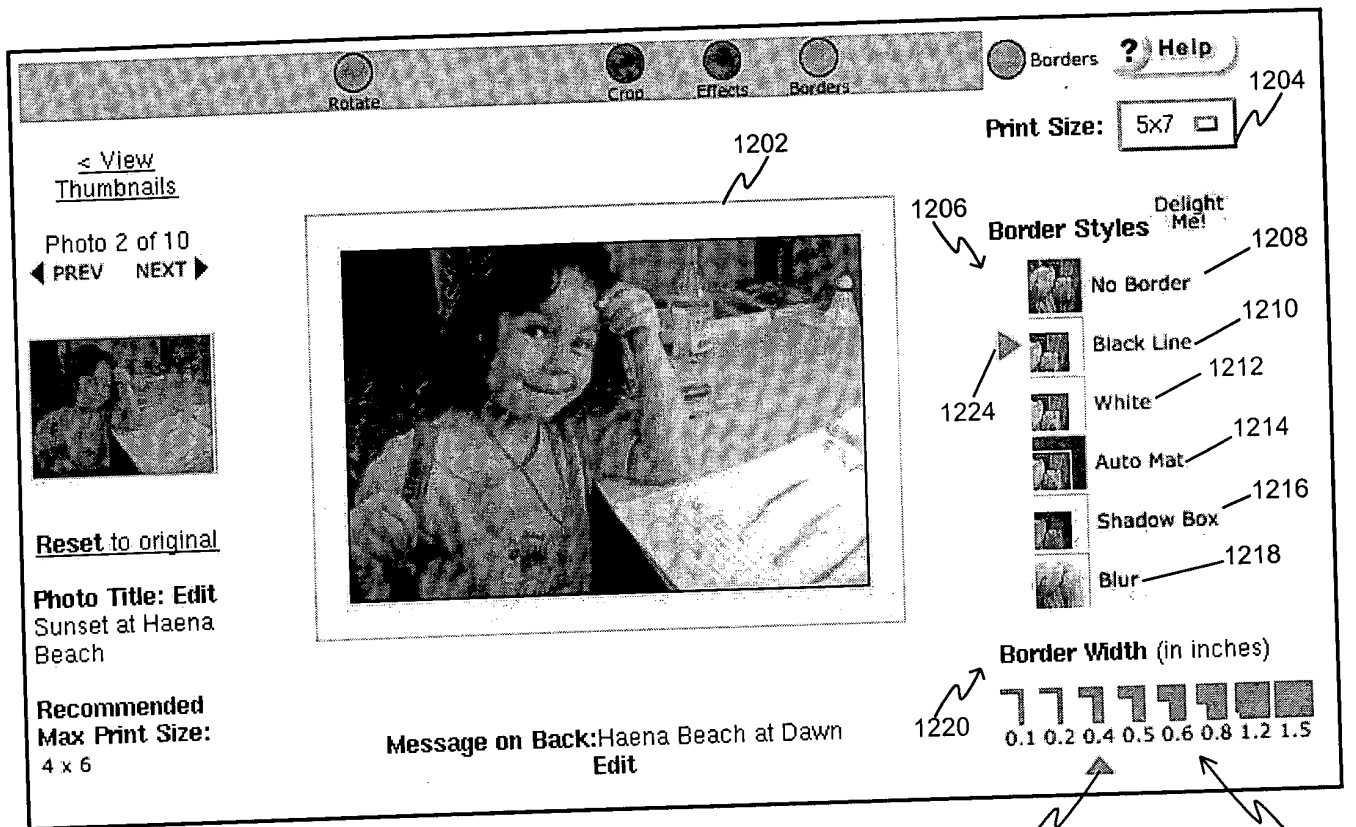 Rotate
Crop
Effects
Borders
Borders
? Help
Print Size: 5x7
1204
< View
Thumbnails
Photo 2 of 10
PREV NEXT
1202
1206
Border Styles
Delight
Me!
No Border
1208
Black Line
1210
1224
White
1212
Auto Mat
1214
Shadow Box
1216
Blur
1218
Reset to original
Photo Title: Edit
Sunset at Haena
Beach
Recommended
Max Print Size:
4 x 6
Message on Back:Haena Beach at Dawn
Edit
Border Width (in inches)
1220
0.1 0.2 0.4 0.5 0.6 0.8 1.2 1.5